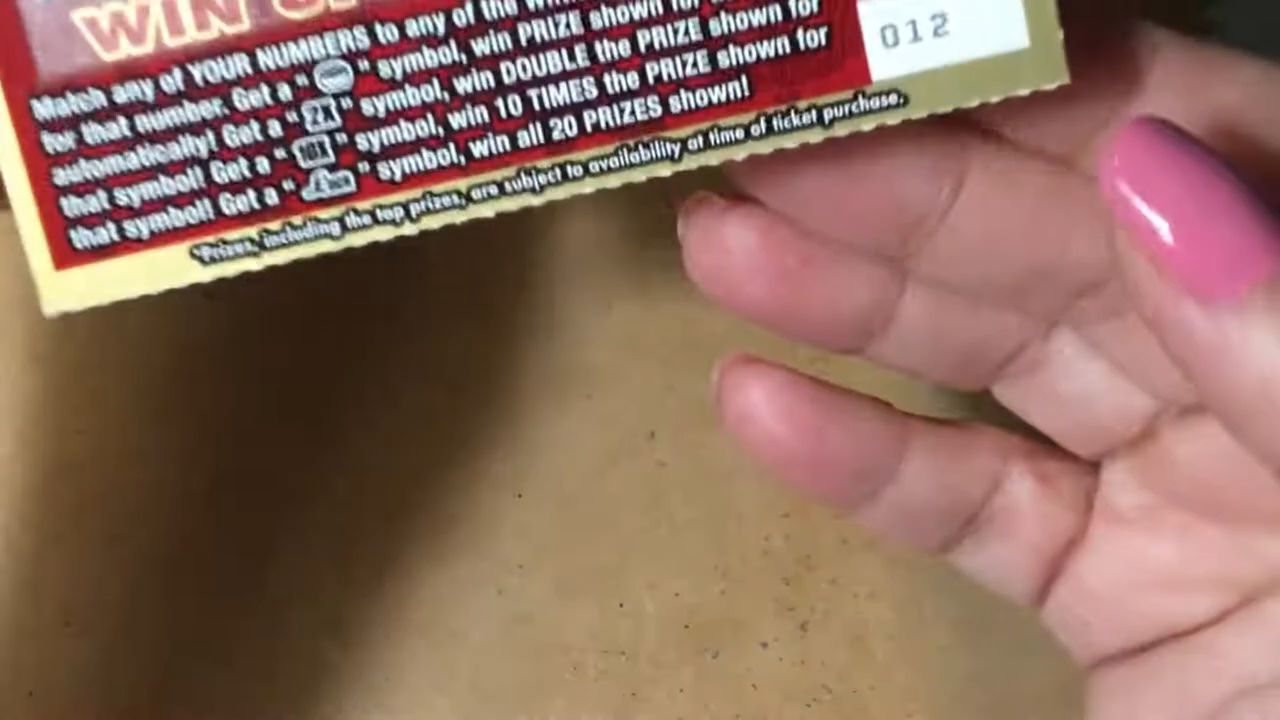 WIN
012
Match any of YOUR NUMBERS to any of the
for that number. Get a " " symbol, win PRIZE shown
automatically! Get a "2X" symbol, win DOUBLE the PRIZE shown for
that symbol! Get a "10X" symbol, win 10 TIMES the PRIZE shown for
that symbol! Get a " " symbol, win all 20 PRIZES shown!
*Prizes, including the top prizes, are subject to availability at time of ticket purchase.